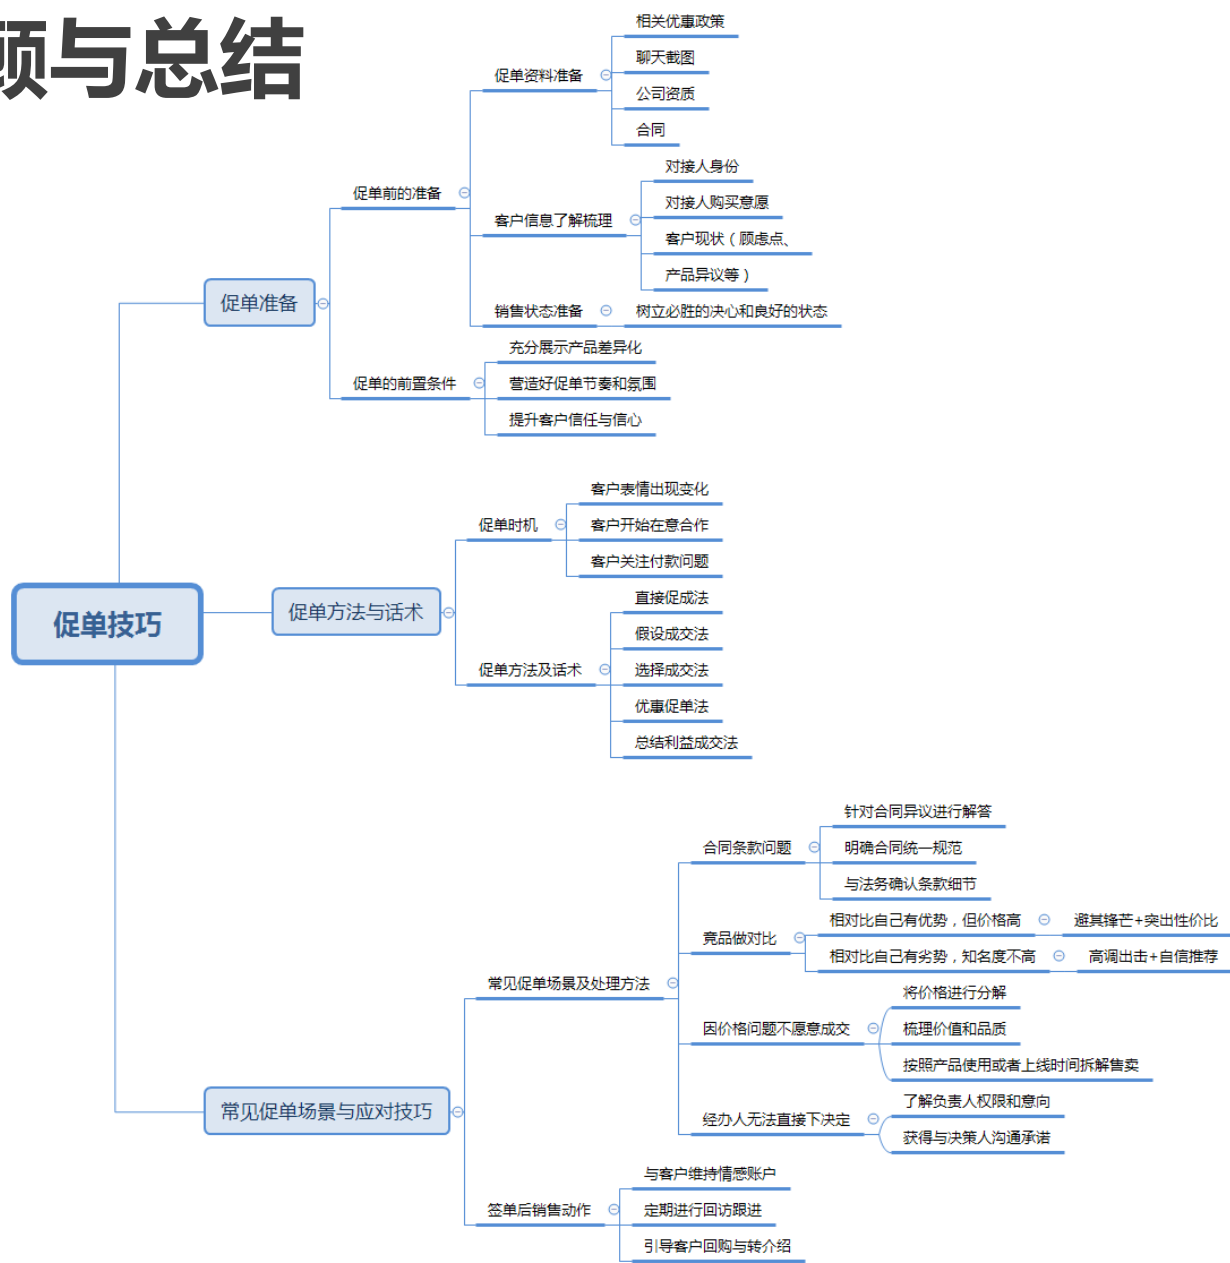 顾与总结
相关优惠政策
聊天截图
促单资料准备
公司资质
合同
对接人身份
促单前的准备
对接人购买意愿
客户信息了解梳理
客户现状（顾虑点、
产品异议等）
促单准备
销售状态准备
树立必胜的决心和良好的状态
充分展示产品差异化
促单的前置条件
营造好促单节奏和氛围
提升客户信任与信心
客户表情出现变化
促单时机
客户开始在意合作
客户关注付款问题
促单技巧
促单方法与话术
直接促成法
假设成交法
促单方法及话术
选择成交法
优惠促单法
总结利益成交法
针对合同异议进行解答
合同条款问题
明确合同统一规范
与法务确认条款细节
竞品做对比
相对比自己有优势，但价格高
避其锋芒+突出性价比
相对比自己有劣势，知名度不高
高调出击+自信推荐
常见促单场景及处理方法
将价格进行分解
因价格问题不愿意成交
梳理价值和品质
按照产品使用或者上线时间拆解售卖
常见促单场景与应对技巧
了解负责人权限和意向
经办人无法直接下决定
获得与决策人沟通承诺
与客户维持情感账户
签单后销售动作
定期进行回访跟进
引导客户回购与转介绍